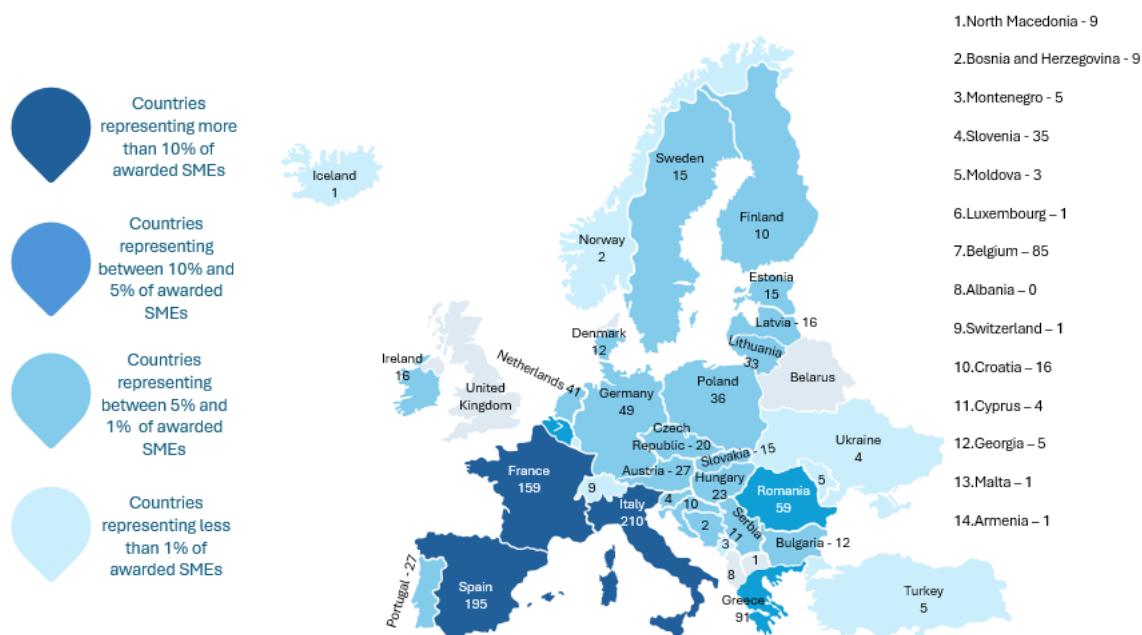 Countries
representing more
than 10% of
awarded SMEs
Countries
representing
between 10% and
5% of awarded
SMEs
Countries
representing
between 5% and
1% of awarded
SMEs
Countries
representing less
than 1% of
awarded SMEs
Iceland
1
Sweden
15
Finland
10
Norway
2
Estonia
15
Latvia - 16
Lithuania
33
Denmark
12
Ireland
16
United
Kingdom
Netherlands 41
Germany
49
Poland
36
Belarus
7
Czech
Republic - 20
Slovakia - 15
Ukraine
4
France
159
9
Austria - 27
Hungary
23
Romania
59
5
Italy
210
4
10
2
Serbia
11
3
1
8
Bulgaria - 12
Portugal - 27
Spain
195
Greece
91
Turkey
5
1.North Macedonia - 9
2.Bosnia and Herzegovina - 9
3.Montenegro - 5
4.Slovenia - 35
5.Moldova - 3
6.Luxembourg – 1
7.Belgium – 85
8.Albania – 0
9.Switzerland – 1
10.Croatia - 16
11.Cyprus – 4
12.Georgia – 5
13.Malta – 1
14.Armenia – 1